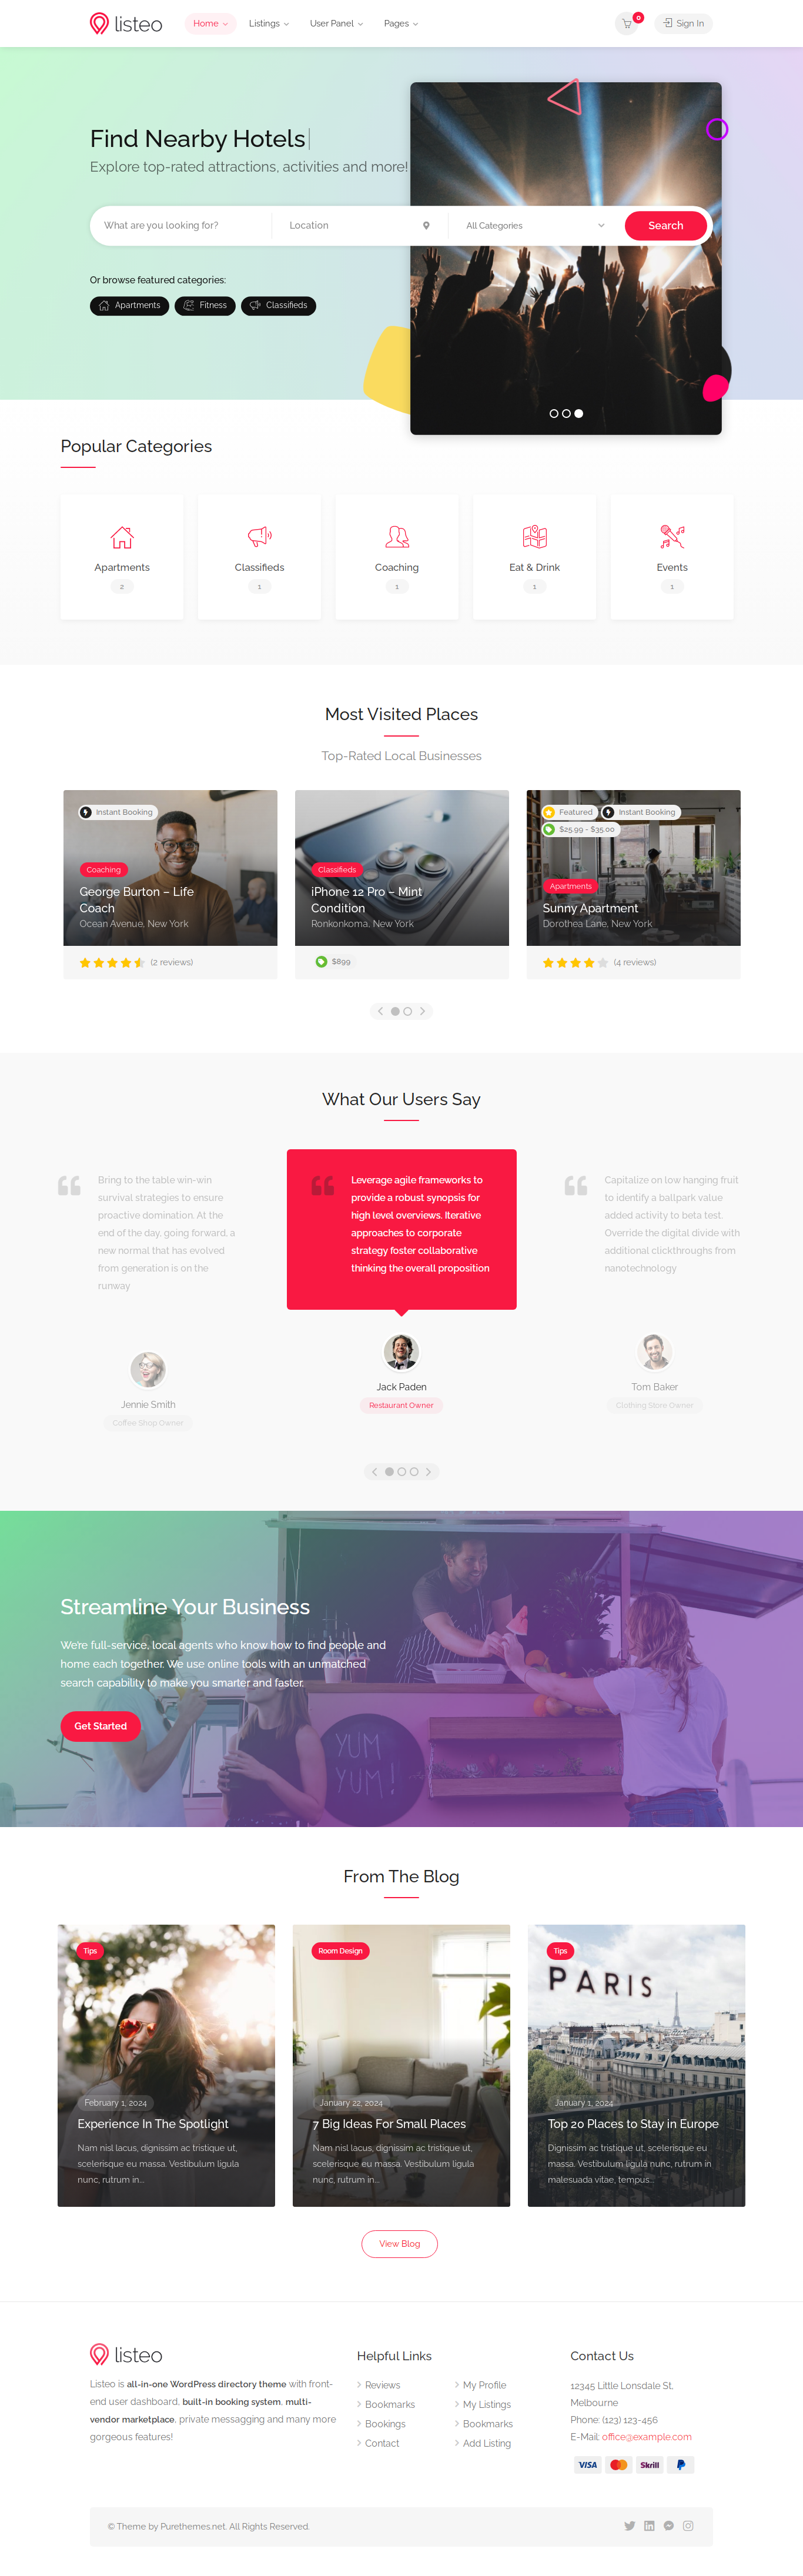 listeo
Home
Listings
User Panel
Pages
0
Sign In
Find Nearby Hotels
Explore top-rated attractions, activities and more!
What are you looking for?
Location
All Categories
Search
Or browse featured categories:
Apartments
Fitness
Classifieds
Popular Categories
Apartments
2
Classifieds
1
Coaching
1
Eat & Drink
1
Events
1
Most Visited Places
Top-Rated Local Businesses
Instant Booking
Coaching
George Burton – Life
Coach
Ocean Avenue, New York
(2 reviews)
Classifieds
iPhone 12 Pro – Mint
Condition
Ronkonkoma, New York
$899
Featured
Instant Booking
$25.99 - $35.00
Apartments
Sunny Apartment
Dorothea Lane, New York
(4 reviews)
What Our Users Say
Bring to the table win-win
survival strategies to ensure
proactive domination. At the
end of the day, going forward, a
new normal that has evolved
from generation is on the
runway
Jennie Smith
Coffee Shop Owner
Leverage agile frameworks to
provide a robust synopsis for
high level overviews. Iterative
approaches to corporate
strategy foster collaborative
thinking the overall proposition
Jack Paden
Restaurant Owner
Capitalize on low hanging fruit
to identify a ballpark value
added activity to beta test.
Override the digital divide with
additional clickthroughs from
nanotechnology
Tom Baker
Clothing Store Owner
Streamline Your Business
We're full-service, local agents who know how to find people and
home each together. We use online tools with an unmatched
search capability to make you smarter and faster.
Get Started
YUM
YUM!
From The Blog
Tips
February 1, 2024
Experience In The Spotlight
Nam nisl lacus, dignissim ac tristique ut,
scelerisque eu massa. Vestibulum ligula
nunc, rutrum in...
Room Design
January 22, 2024
7 Big Ideas For Small Places
Nam nisl lacus, dignissim ac tristique ut,
scelerisque eu massa. Vestibulum ligula
nunc, rutrum in...
Tips
PARIS
January 1, 2024
Top 20 Places to Stay in Europe
Dignissim ac tristique ut, scelerisque eu
massa. Vestibulum ligula nunc, rutrum in
malesuada vitae, tempus...
View Blog
listeo
Listeo is all-in-one WordPress directory theme with front-
end user dashboard, built-in booking system, multi-
vendor marketplace, private messagging and many more
gorgeous features!
Helpful Links
Reviews
Bookmarks
Bookings
Contact
My Profile
My Listings
Bookmarks
Add Listing
Contact Us
12345 Little Lonsdale St,
Melbourne
Phone: (123) 123-456
E-Mail: office@example.com
VISA
Skrill
© Theme by Purethemes.net. All Rights Reserved.